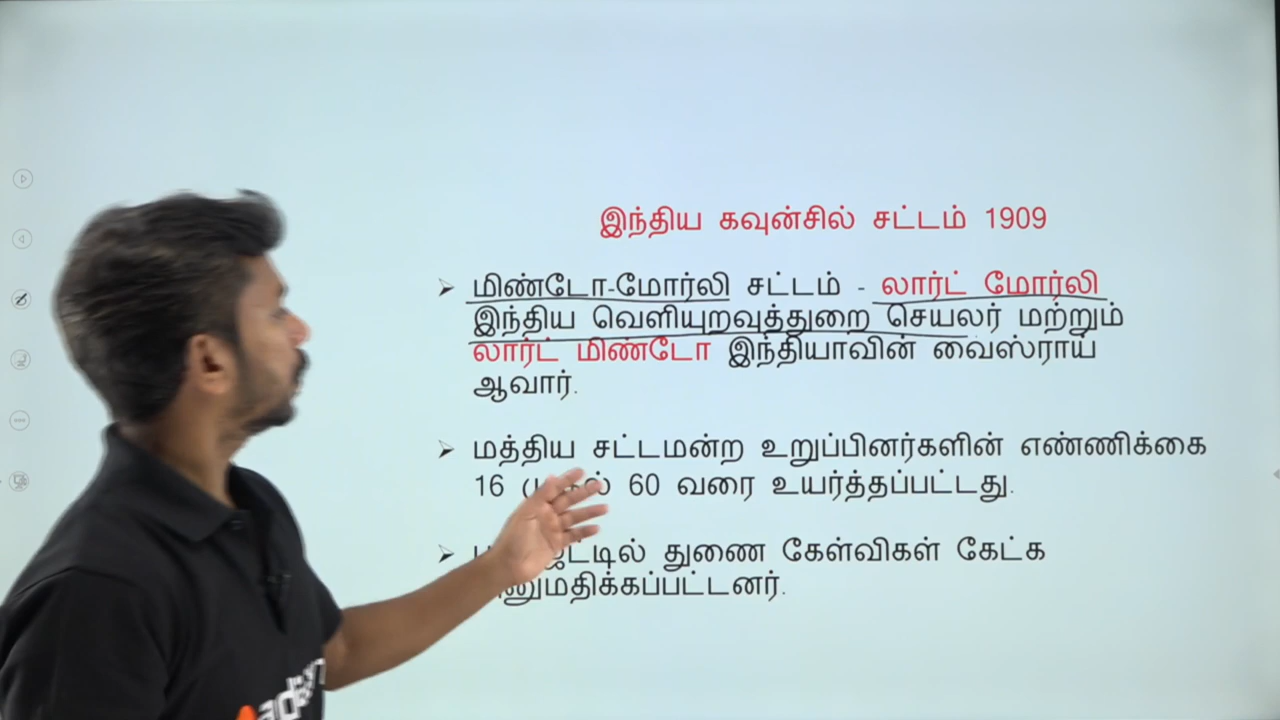 இந்திய கவுன்சில் சட்டம் 1909
மிண்டோ-மோர்லி சட்டம் - லார்ட் மோர்லி
இந்திய வெளியுறவுத்துறை செயலர் மற்றும்
லார்ட் மிண்டோ இந்தியாவின் வைஸ்ராய்
ஆவார்.
மத்திய சட்டமன்ற உறுப்பினர்களின் எண்ணிக்கை
16 60 வரை உயர்த்தப்பட்டது.
துணை கேள்விகள் கேட்க